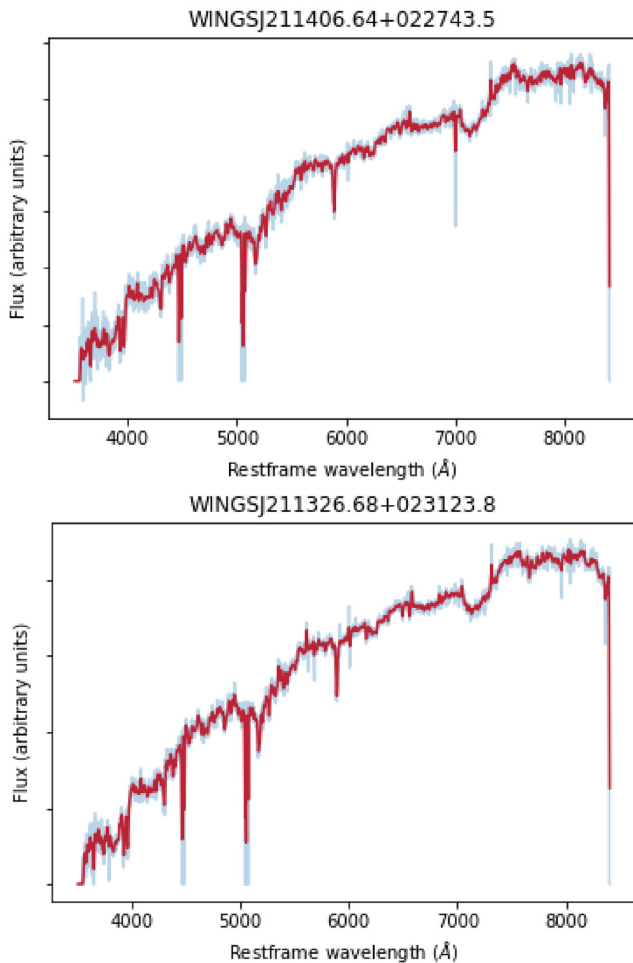 WINGSJ211406.64+022743.5
Flux (arbitrary units)
4000 5000 6000 7000 8000
Restframe wavelength (Å)
WINGSJ211326.68+023123.8
Flux (arbitrary units)
4000 5000 6000 7000 8000
Restframe wavelength (Å)